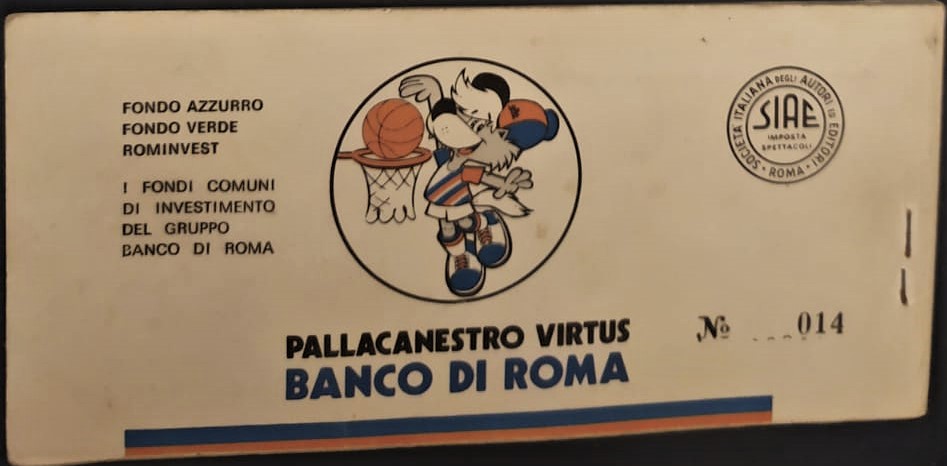 FONDO AZZURRO
FONDO VERDE
ROMINVEST
I FONDI COMUNI
DI INVESTIMENTO
DEL GRUPPO
BANCO DI ROMA
SOCIETÀ ITALIANA DEGLI AUTORI ED EDITORI · ROMA ·
SIAE
IMPOSTA
SPETTACOLI
PALLACANESTRO VIRTUS
BANCO DI ROMA
№ 014